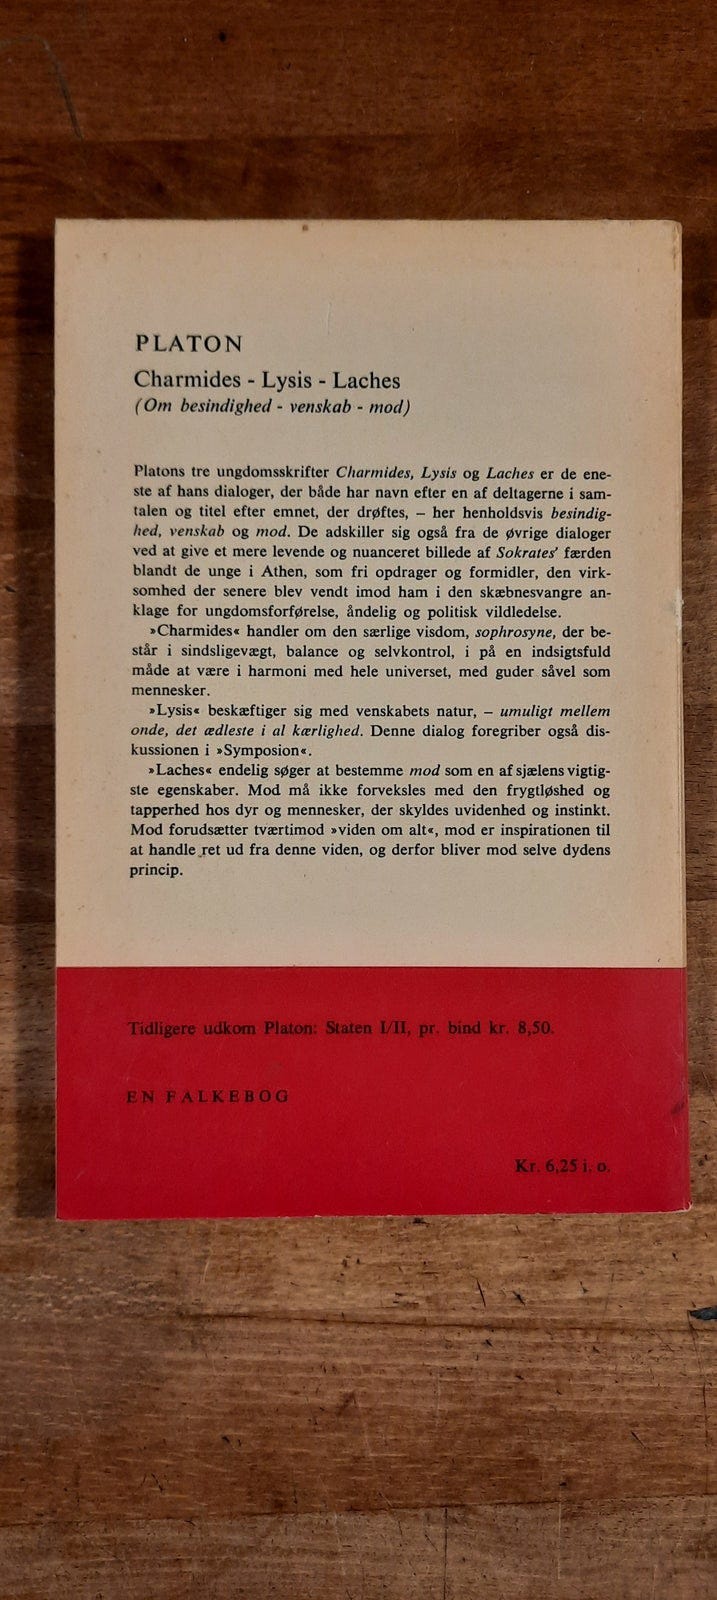 PLATON
Charmides - Lysis - Laches
(Om besindighed - venskab - mod)
Platons tre ungdomsskrifter Charmides, Lysis og Laches er de ene-
ste af hans dialoger, der både har navn efter en af deltagerne i sam-
talen og titel efter emnet, der drøftes, – her henholdsvis besindig-
hed, venskab og mod. De adskiller sig også fra de øvrige dialoger
ved at give et mere levende og nuanceret billede af Sokrates' færden
blandt de unge i Athen, som fri opdrager og formidler, den virk-
somhed der senere blev vendt imod ham i den skæbnesvangre an-
klage for ungdomsforførelse, åndelig og politisk vildledelse.
»Charmides« handler om den særlige visdom, sophrosyne, der be-
står i sindsligevægt, balance og selvkontrol, i på en indsigtsfuld
måde at være i harmoni med hele universet, med guder såvel som
mennesker.
»Lysis« beskæftiger sig med venskabets natur, – umuligt mellem
onde, det ædleste i al kærlighed. Denne dialog foregriber også dis-
kussionen i »Symposion«.
»Laches« endelig søger at bestemme mod som en af sjælens vigtig-
ste egenskaber. Mod må ikke forveksles med den frygtløshed og
tapperhed hos dyr og mennesker, der skyldes uvidenhed og instinkt.
Mod forudsætter tværtimod »viden om alt«, mod er inspirationen til
at handle ret ud fra denne viden, og derfor bliver mod selve dydens
princip.
Tidligere udkom Platon: Staten I/II, pr. bind kr. 8,50.
EN FALKEBOG
Kr. 6,25 i. o.